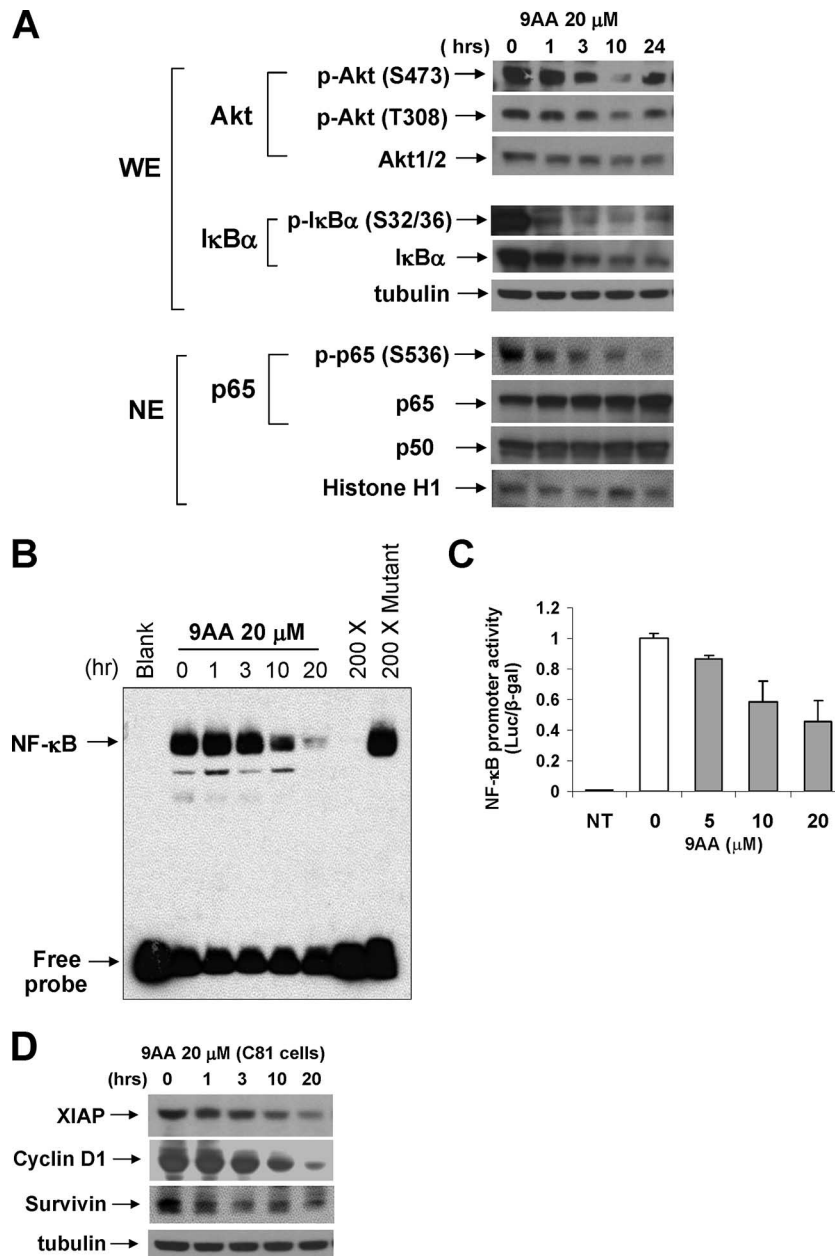 A
9AA 20 μM
( hrs) 0 1 3 10 24
p-Akt (S473)
Akt
p-Akt (T308)
Akt1/2
WE
p-IκBα (S32/36)
IκBα
IκBα
tubulin
p-p65 (S536)
p65
NE
p65
p50
Histone H1
B
Blank
9AA 20 μM
200 X
200 X Mutant
(hr) 0 1 3 10 20
NF-κB
Free
probe
C
NF-κB promoter activity
(Luc/β-gal)
1.2
1
0.8
0.6
0.4
0.2
0
NT 0 5 10 20
9AA (μM)
D
9AA 20 μM (C81 cells)
(hrs) 0 1 3 10 20
XIAP
Cyclin D1
Survivin
tubulin